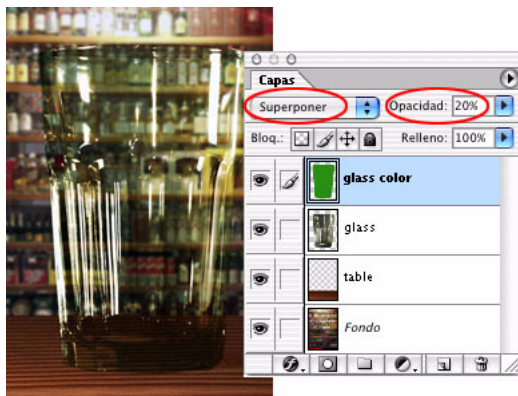 Capas
Superponer Opacidad: 20%
Bloq.: Relleno: 100%
glass color
glass
table
Fondo